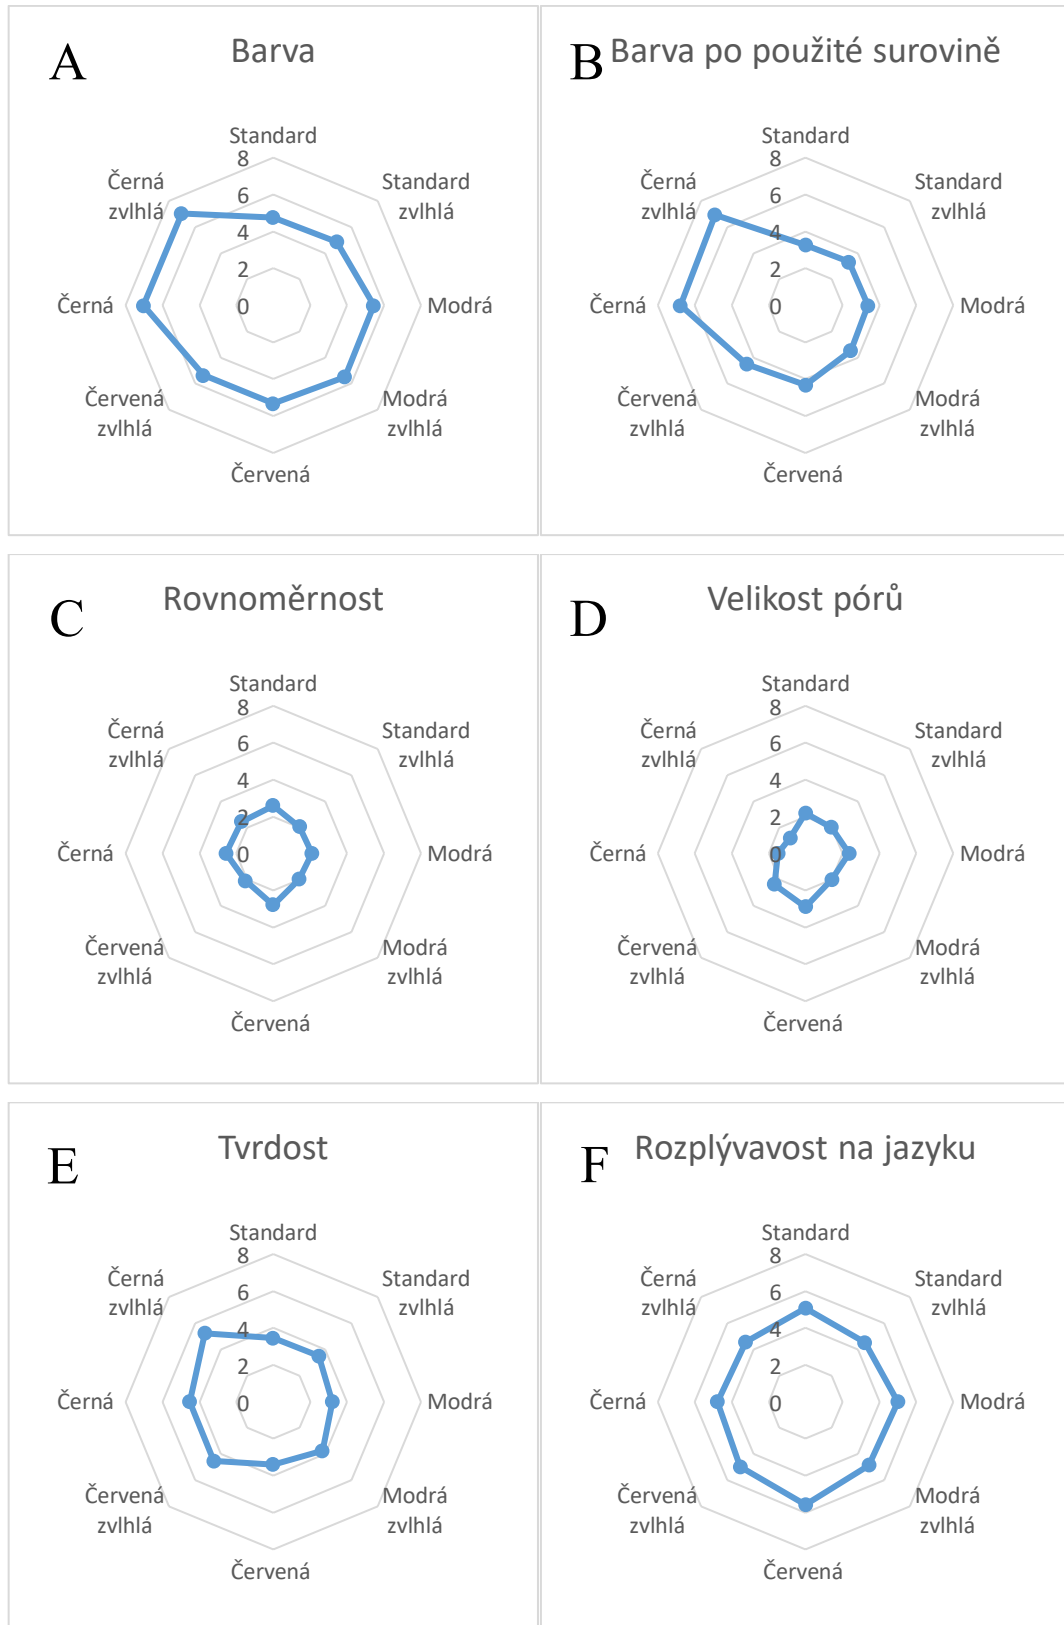 A
Barva
Standard
Standard
zvlhlá
Modrá
Modrá
zvlhlá
Červená
Červená
zvlhlá
Černá
Černá
zvlhlá
8
6
4
2
0
B
Barva po použité surovině
Standard
Standard
zvlhlá
Modrá
Modrá
zvlhlá
Červená
Červená
zvlhlá
Černá
Černá
zvlhlá
8
6
4
2
0
C
Rovnoměrnost
Standard
Standard
zvlhlá
Modrá
Modrá
zvlhlá
Červená
Červená
zvlhlá
Černá
Černá
zvlhlá
8
6
4
2
0
D
Velikost pórů
Standard
Standard
zvlhlá
Modrá
Modrá
zvlhlá
Červená
Červená
zvlhlá
Černá
Černá
zvlhlá
8
6
4
2
0
E
Tvrdost
Standard
Standard
zvlhlá
Modrá
Modrá
zvlhlá
Červená
Červená
zvlhlá
Černá
Černá
zvlhlá
8
6
4
2
0
F
Rozplývavost na jazyku
Standard
Standard
zvlhlá
Modrá
Modrá
zvlhlá
Červená
Červená
zvlhlá
Černá
Černá
zvlhlá
8
6
4
2
0